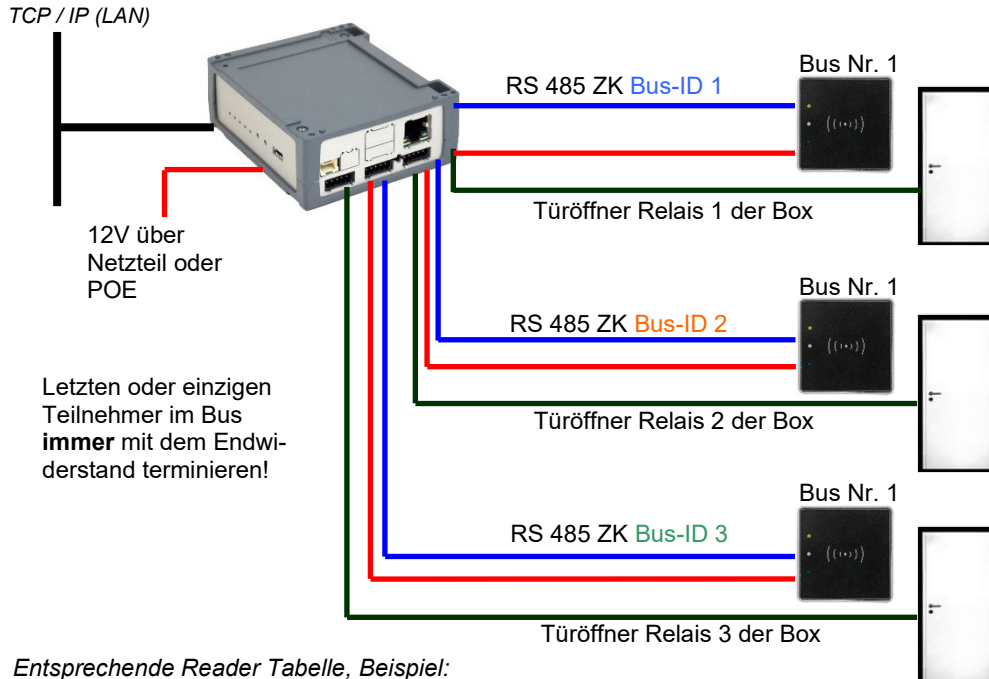 TCP / IP (LAN)
Bus Nr. 1
RS 485 ZK Bus-ID 1
Türöffner Relais 1 der Box
12V über
Netzteil oder
POE
Bus Nr. 1
RS 485 ZK Bus-ID 2
Letzten oder einzigen
Teilnehmer im Bus
immer mit dem Endwi-
derstand terminieren!
Türöffner Relais 2 der Box
Bus Nr. 1
RS 485 ZK Bus-ID 3
Türöffner Relais 3 der Box
Entsprechende Reader Tabelle, Beispiel: